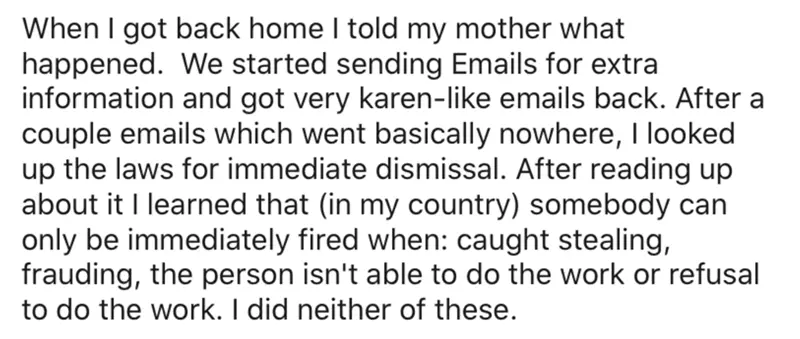 When I got back home I told my mother what
happened.  We started sending Emails for extra
information and got very karen-like emails back. After a
couple emails which went basically nowhere, I looked
up the laws for immediate dismissal. After reading up
about it I learned that (in my country) somebody can
only be immediately fired when: caught stealing,
frauding, the person isn't able to do the work or refusal
to do the work. I did neither of these.